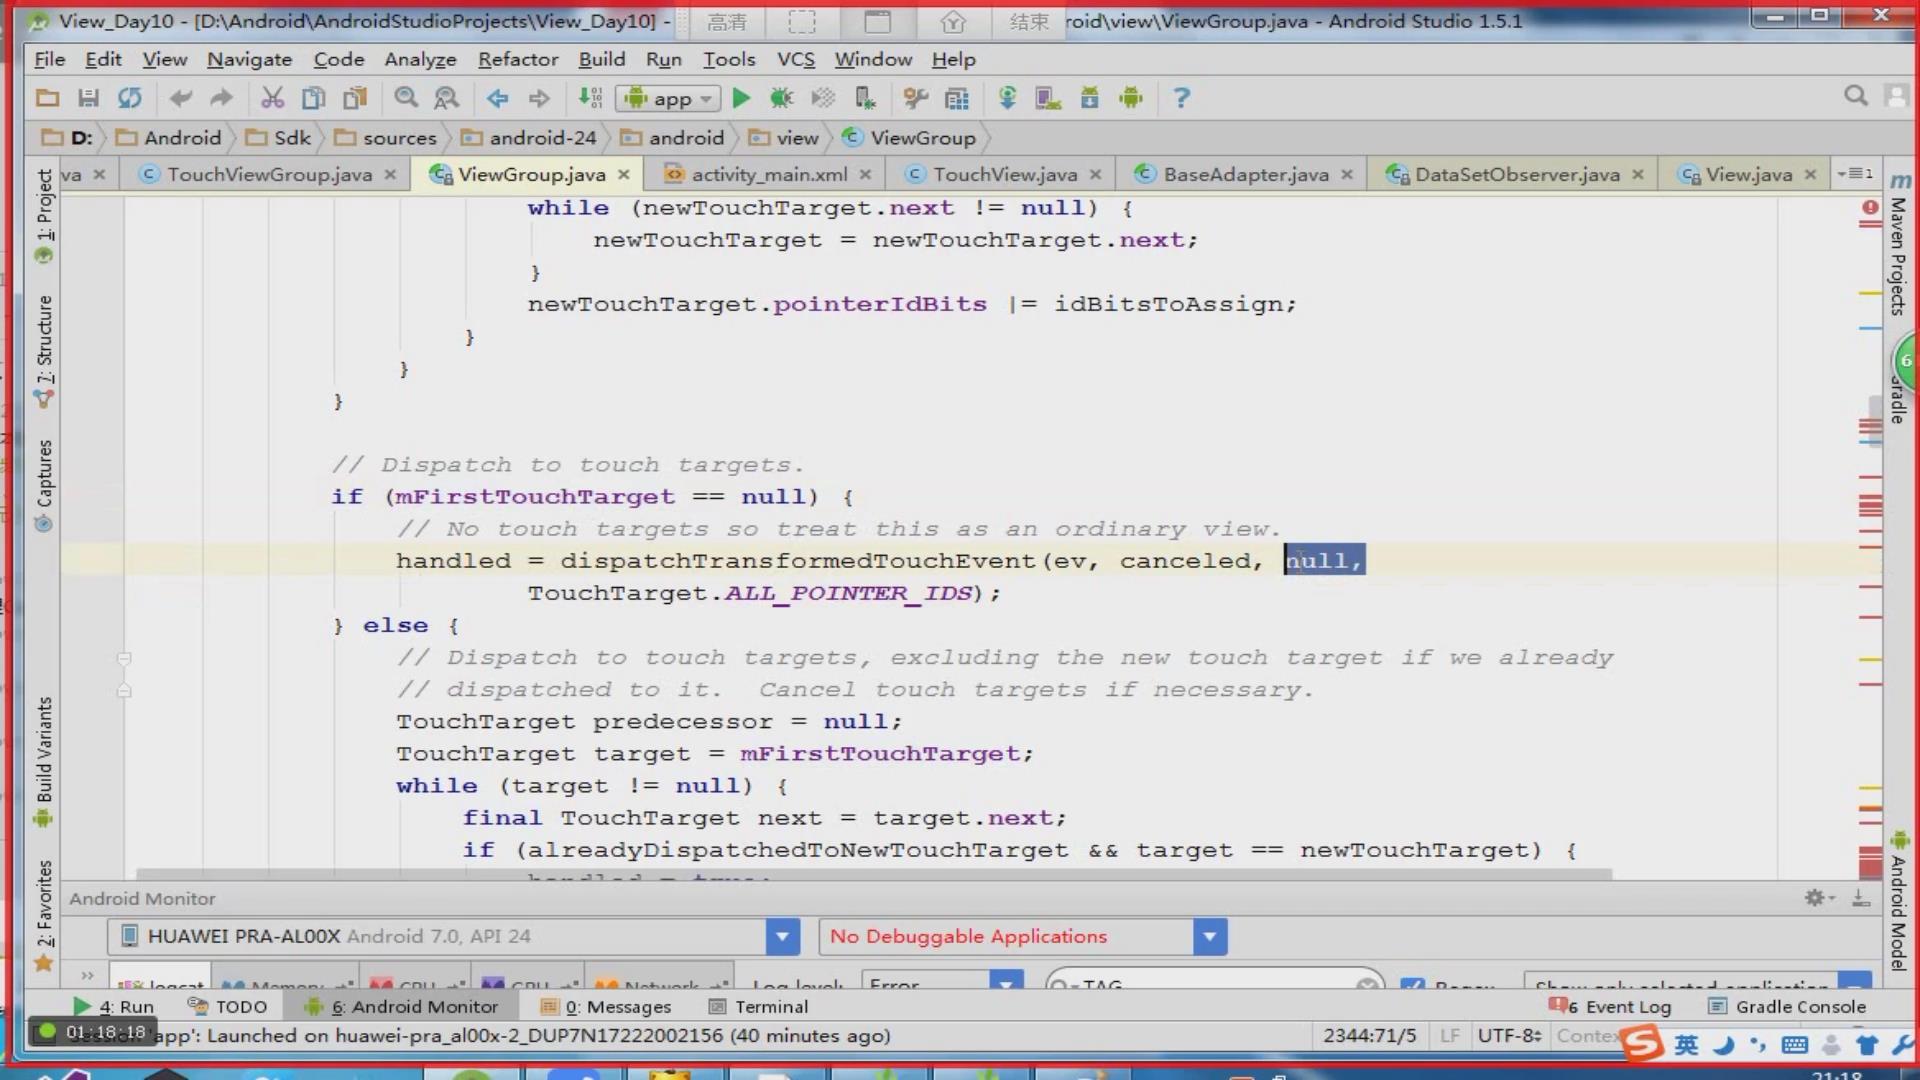 View_Day10 - [D:\Android\AndroidStudioProjects\View_Day10] - 高清 结束 roid\view\ViewGroup.java - Android Studio 1.5.1
File Edit View Navigate Code Analyze Refactor Build Run Tools VCS Window Help
app
D: Android Sdk sources android-24 android view ViewGroup
va TouchViewGroup.java ViewGroup.java activity_main.xml TouchView.java BaseAdapter.java DataSetObserver.java View.java 1
while (newTouchTarget.next != null) {
newTouchTarget = newTouchTarget.next;
}
newTouchTarget.pointerIdBits |= idBitsToAssign;
}
}
}
// Dispatch to touch targets.
if (mFirstTouchTarget == null) {
// No touch targets so treat this as an ordinary view.
handled = dispatchTransformedTouchEvent(ev, canceled, null,
TouchTarget.ALL_POINTER_IDS);
} else {
// Dispatch to touch targets, excluding the new touch target if we already
// dispatched to it.  Cancel touch targets if necessary.
TouchTarget predecessor = null;
TouchTarget target = mFirstTouchTarget;
while (target != null) {
final TouchTarget next = target.next;
if (alreadyDispatchedToNewTouchTarget && target == newTouchTarget) {
handled = true;
1: Project
7: Structure
Captures
Build Variants
2: Favorites
Maven Projects
6
Gradle
Android Model
Android Monitor
HUAWEI PRA-AL00X Android 7.0, API 24 No Debuggable Applications
logcat Memory CPU GPU Network Log level: Error TAG Regex Show only selected application
4: Run TODO 6: Android Monitor 0: Messages Terminal 6 Event Log Gradle Console
01:18:18 'app': Launched on huawei-pra_al00x-2_DUP7N17222002156 (40 minutes ago) 2344:71/5 LF UTF-8 英
21:18